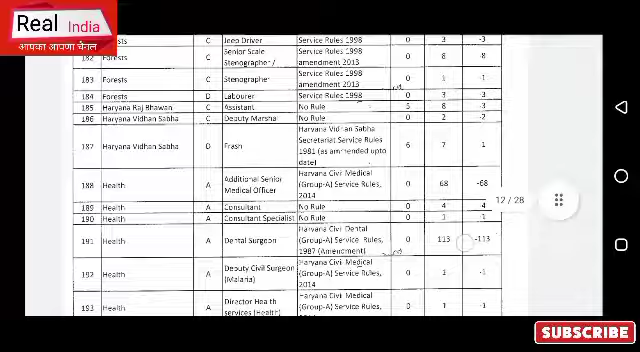 Real India
आपका आपणा चैनल
ests C Jeep Driver Service Rules 1998 0 3 -3
182 Forests C Senior Scale Stenographer / Service Rules 1998 amendment 2013 0 8 -8
183 Forests C Stenographer Service Rules 1998 amendment 2013 0 1 -1
184 Forests D Labourer Service Rules 1998 0 3 -3
185 Haryana Raj Bhawan C Assistant No Rule 5 8 -3
186 Haryana Vidhan Sabha C Deputy Marshal No Rule 0 2 -2
187 Haryana Vidhan Sabha D Frash Haryana Vidhan Sabha Secretariat Service Rules 1981 (as ammended upto date) 6 7 1
188 Health A Additional Senior Medical Officer Haryana Civil Medical (Group-A) Service Rules, 2014 0 68 -68
189 Health A Consultant No Rule 0 4 -4
190 Health A Consultant Specialist No Rule 0 1 -1
191 Health A Dental Surgeon Haryana Civil Dental (Group-A) Service Rules, 1987 (Amendment) 0 113 -113
192 Health A Deputy Civil Surgeon (Malaria) Haryana Civil Medical (Group-A) Service Rules, 2014 0 1 -1
193 Health A Director Health services (Health) Haryana Civil Medical (Group-A) Service Rules, 0 1 -1
12 / 28
SUBSCRIBE